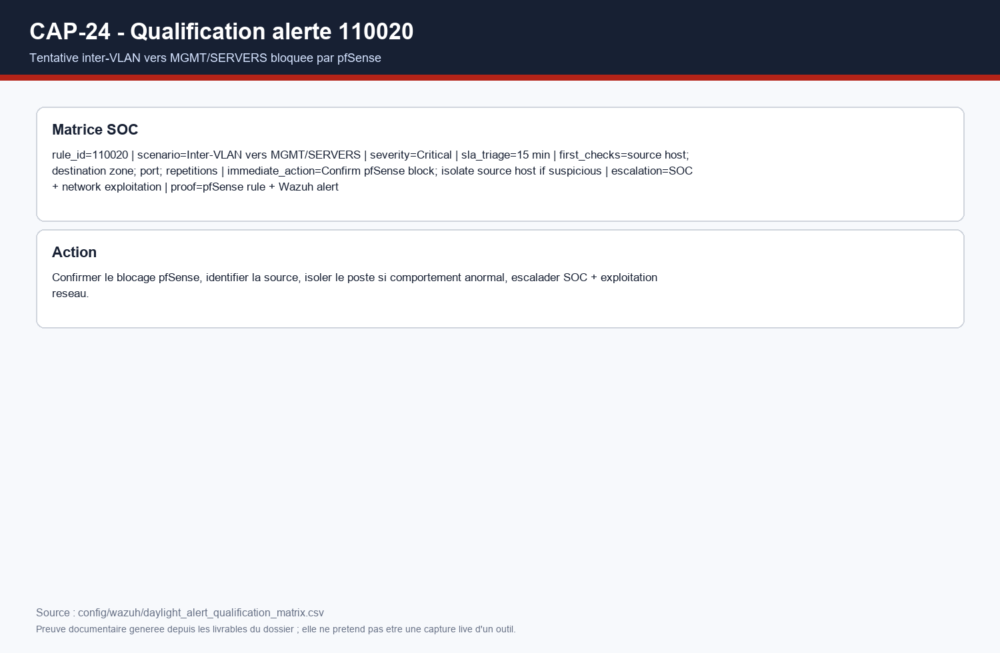 CAP-24 - Qualification alerte 110020
Tentative inter-VLAN vers MGMT/SERVERS bloquee par pfSense
Matrice SOC
rule_id=110020 | scenario=Inter-VLAN vers MGMT/SERVERS | severity=Critical | sla_triage=15 min | first_checks=source host;
destination zone; port; repetitions | immediate_action=Confirm pfSense block; isolate source host if suspicious | escalation=SOC
+ network exploitation | proof=pfSense rule + Wazuh alert
Action
Confirmer le blocage pfSense, identifier la source, isoler le poste si comportement anormal, escalader SOC + exploitation
reseau.
Source : config/wazuh/daylight_alert_qualification_matrix.csv
Preuve documentaire generee depuis les livrables du dossier ; elle ne pretend pas etre une capture live d'un outil.